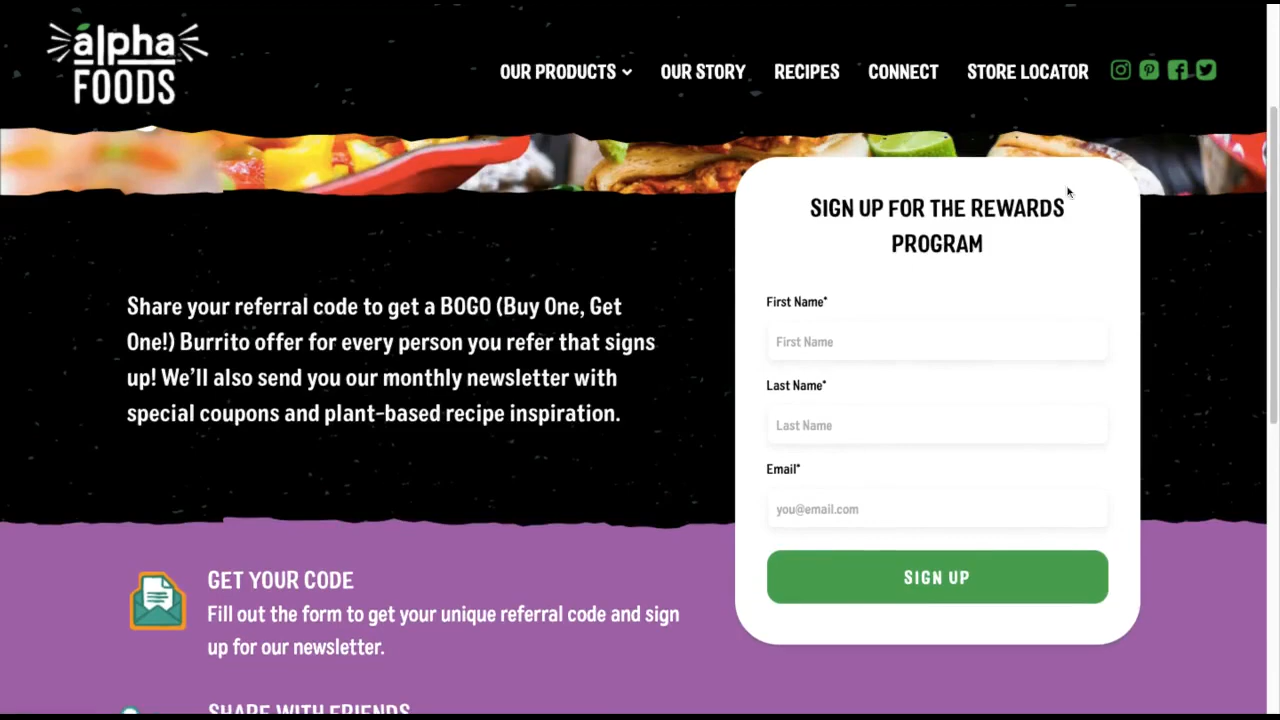 alpha
FOODS
OUR PRODUCTS
OUR STORY
RECIPES
CONNECT
STORE LOCATOR
Share your referral code to get a BOGO (Buy One, Get
One!) Burrito offer for every person you refer that signs
up! We'll also send you our monthly newsletter with
special coupons and plant-based recipe inspiration.
SIGN UP FOR THE REWARDS
PROGRAM
First Name*
First Name
Last Name*
Last Name
Email*
you@email.com
SIGN UP
GET YOUR CODE
Fill out the form to get your unique referral code and sign
up for our newsletter.
SHARE WITH FRIENDS